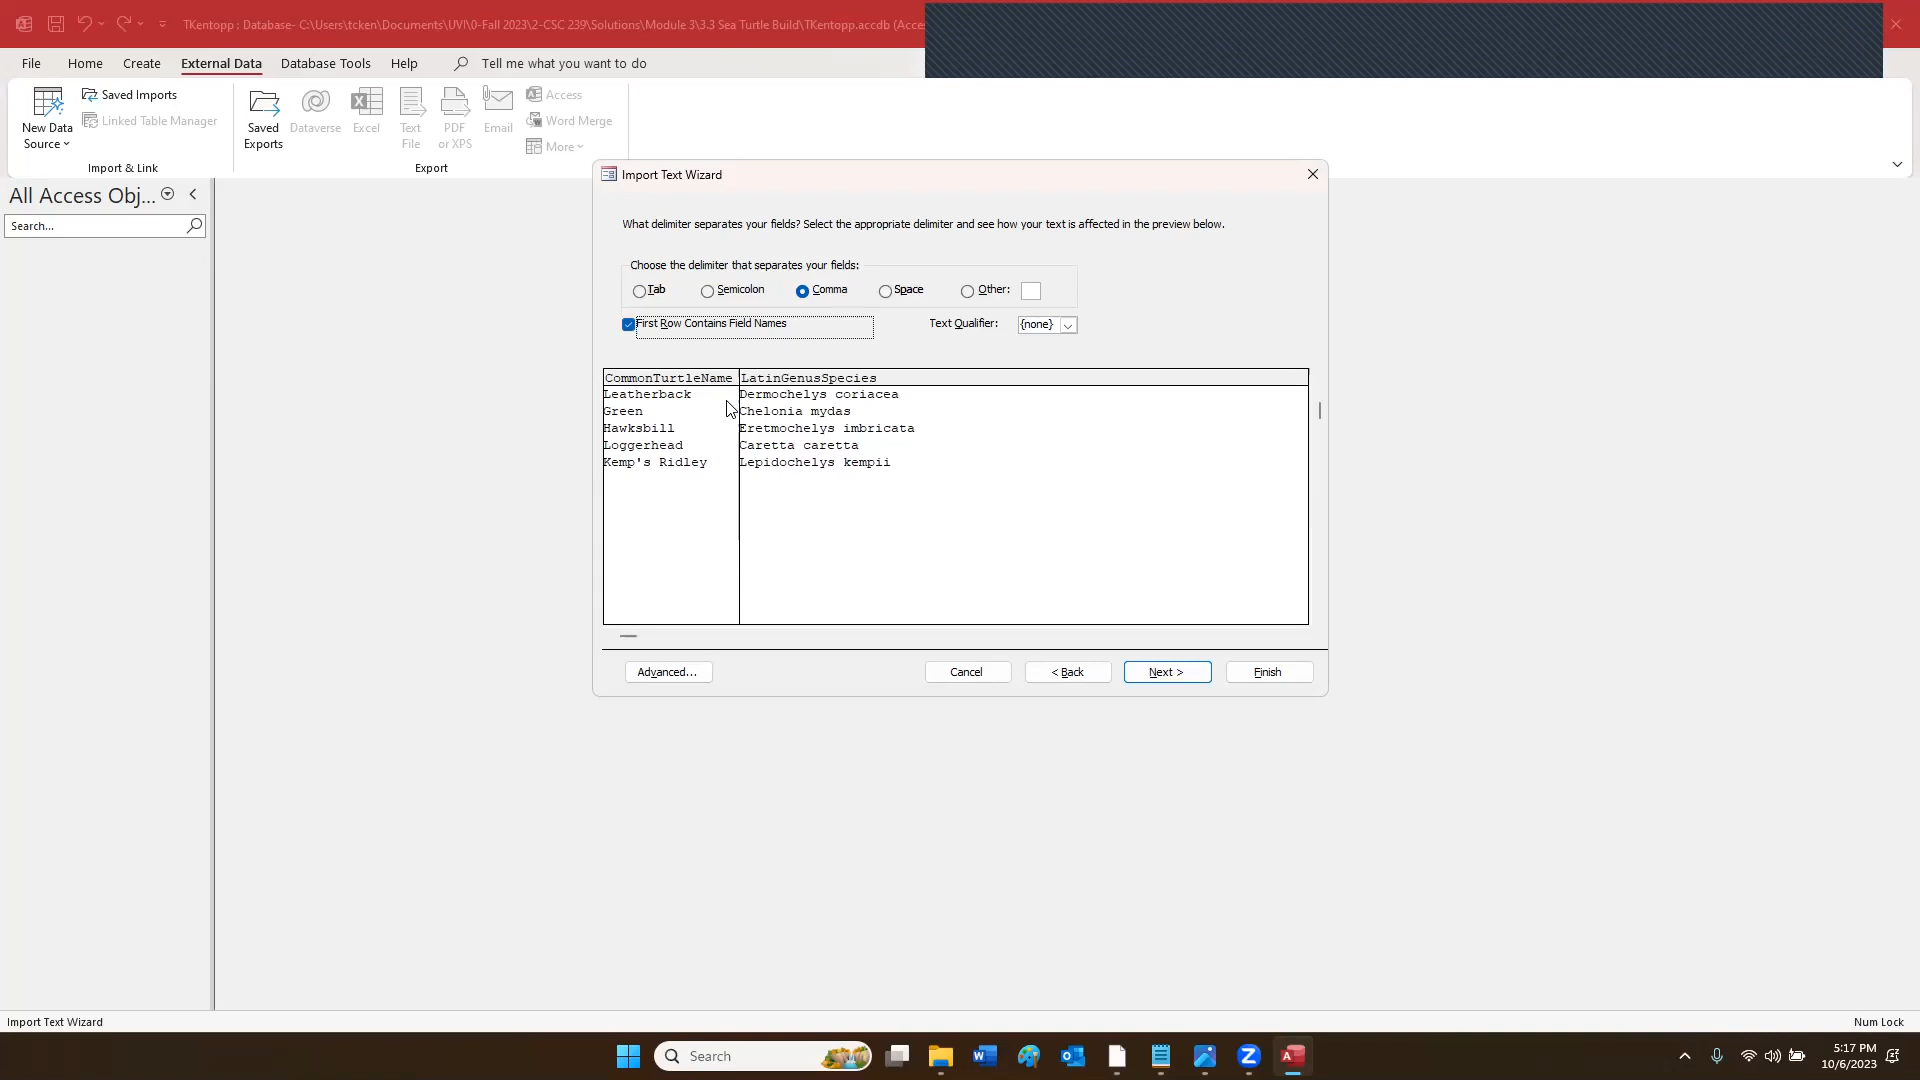 TKentopp : Database- C:\Users\tcken\Documents\UVI\0-Fall 2023\2-CSC 239\Solutions\Module 3\3.3 Sea Turtle Build\TKentopp.accdb (Acces
File Home Create External Data Database Tools Help Tell me what you want to do
New Data Source
Saved Imports
Linked Table Manager
Import & Link
Saved Exports
Dataverse
Excel
Text File
PDF or XPS
Email
Access
Word Merge
More
Export
All Access Obj...
Search...
Import Text Wizard
What delimiter separates your fields? Select the appropriate delimiter and see how your text is affected in the preview below.
Choose the delimiter that separates your fields:
Tab Semicolon Comma Space Other:
First Row Contains Field Names Text Qualifier: {none}
CommonTurtleName LatinGenusSpecies
Leatherback Dermochelys coriacea
Green Chelonia mydas
Hawksbill Eretmochelys imbricata
Loggerhead Caretta caretta
Kemp's Ridley Lepidochelys kempii
Advanced... Cancel < Back Next > Finish
Import Text Wizard Num Lock
Search
5:17 PM
10/6/2023